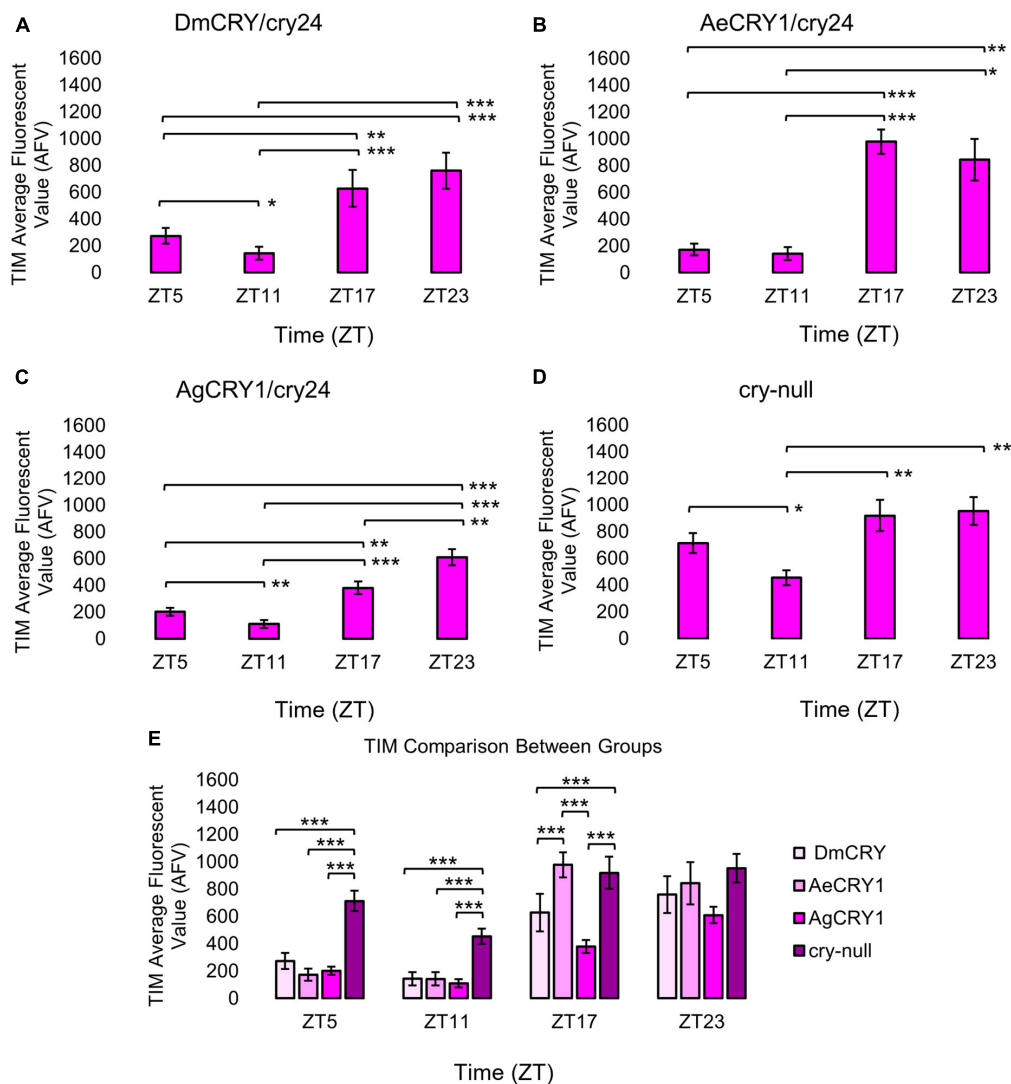 A
DmCRY/cry24
TIM Average Fluorescent
Value (AFV)
1600
1400
1200
1000
800
600
400
200
0
***
***
**
***
*
ZT5 ZT11 ZT17 ZT23
Time (ZT)
B
AeCRY1/cry24
TIM Average Fluorescent
Value (AFV)
1600
1400
1200
1000
800
600
400
200
0
**
*
***
***
ZT5 ZT11 ZT17 ZT23
Time (ZT)
C
AgCRY1/cry24
TIM Average Fluorescent
Value (AFV)
1600
1400
1200
1000
800
600
400
200
0
***
***
**
**
***
**
ZT5 ZT11 ZT17 ZT23
Time (ZT)
D
cry-null
TIM Average Fluorescent
Value (AFV)
1600
1400
1200
1000
800
600
400
200
0
**
**
*
ZT5 ZT11 ZT17 ZT23
Time (ZT)
E
TIM Comparison Between Groups
TIM Average Fluorescent
Value (AFV)
1600
1400
1200
1000
800
600
400
200
0
***
***
***
***
***
***
***
***
*** ***
ZT5 ZT11 ZT17 ZT23
Time (ZT)
DmCRY
AeCRY1
AgCRY1
cry-null